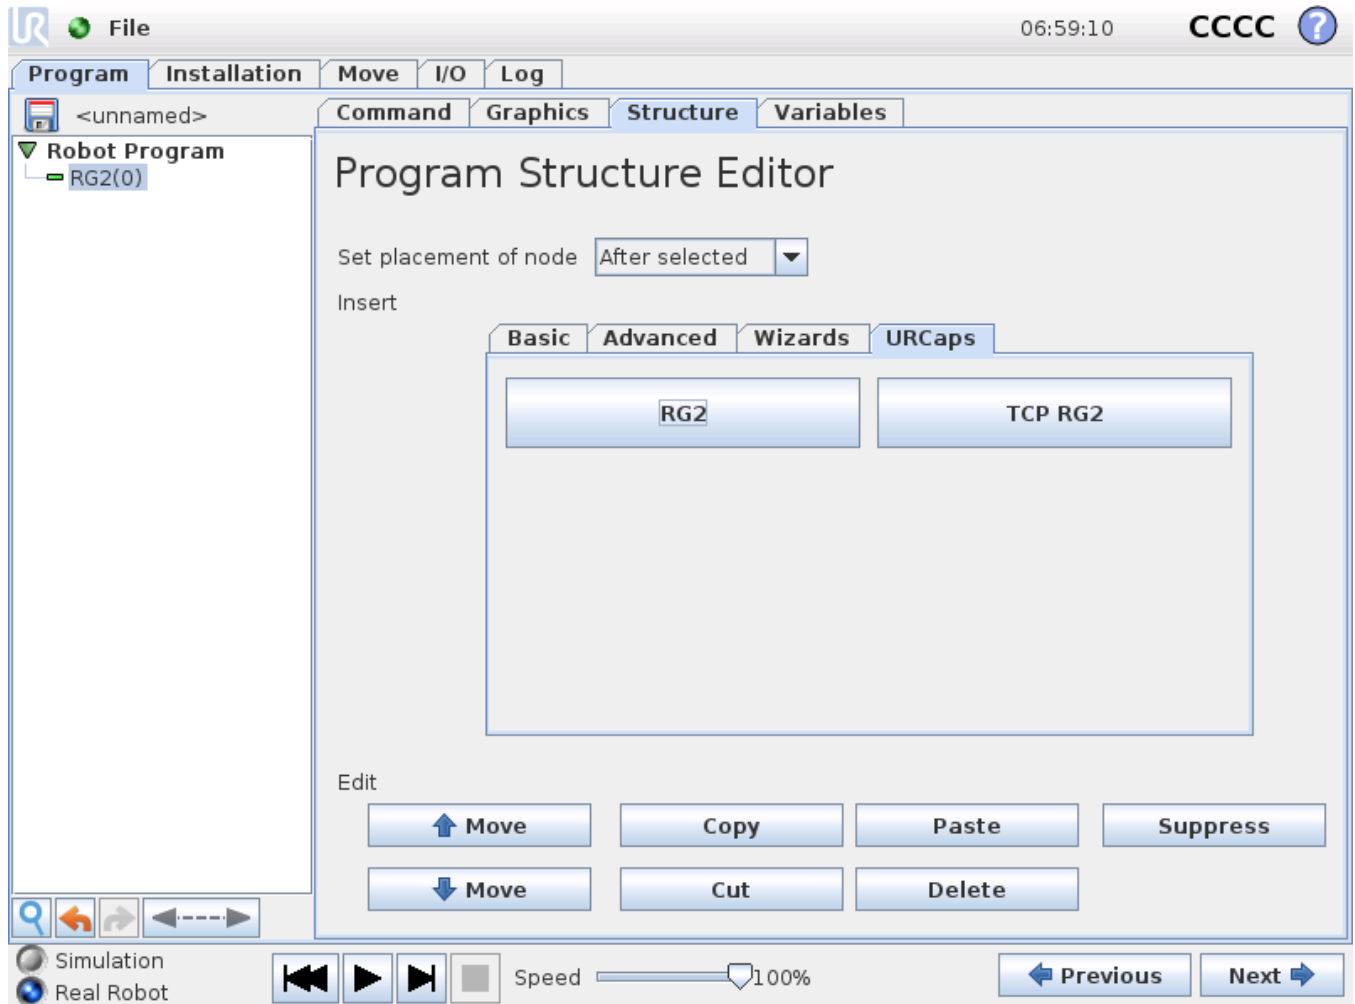 UR File 06:59:10 CCCC ?
Program Installation Move I/O Log
<unnamed> Command Graphics Structure Variables
Robot Program
RG2(0)
Program Structure Editor
Set placement of node After selected
Insert
Basic Advanced Wizards URCaps
RG2 TCP RG2
Edit
Move Copy Paste Suppress
Move Cut Delete
Simulation
Real Robot
Speed 100% Previous Next